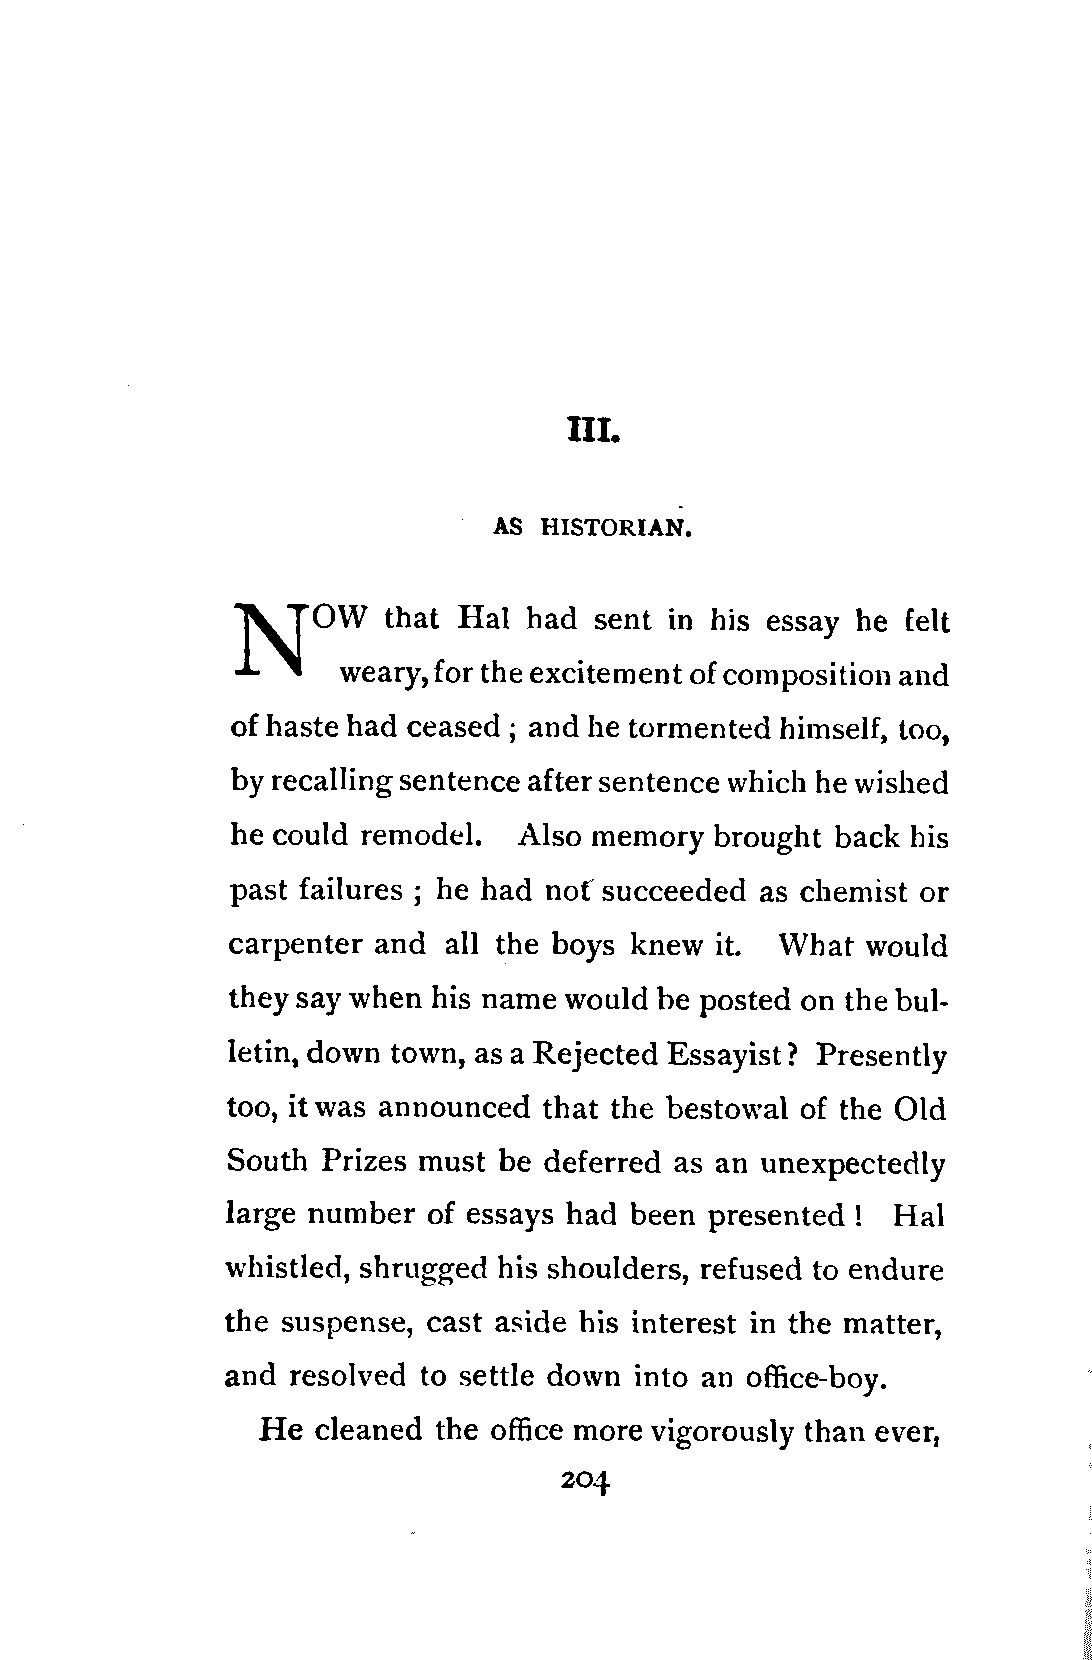 III.
AS HISTORIAN.
NOW that Hal had sent in his essay he felt
weary, for the excitement of composition and
of haste had ceased ; and he tormented himself, too,
by recalling sentence after sentence which he wished
he could remodel. Also memory brought back his
past failures ; he had not succeeded as chemist or
carpenter and all the boys knew it. What would
they say when his name would be posted on the bul-
letin, down town, as a Rejected Essayist? Presently
too, it was announced that the bestowal of the Old
South Prizes must be deferred as an unexpectedly
large number of essays had been presented ! Hal
whistled, shrugged his shoulders, refused to endure
the suspense, cast aside his interest in the matter,
and resolved to settle down into an office-boy.
He cleaned the office more vigorously than ever,
204